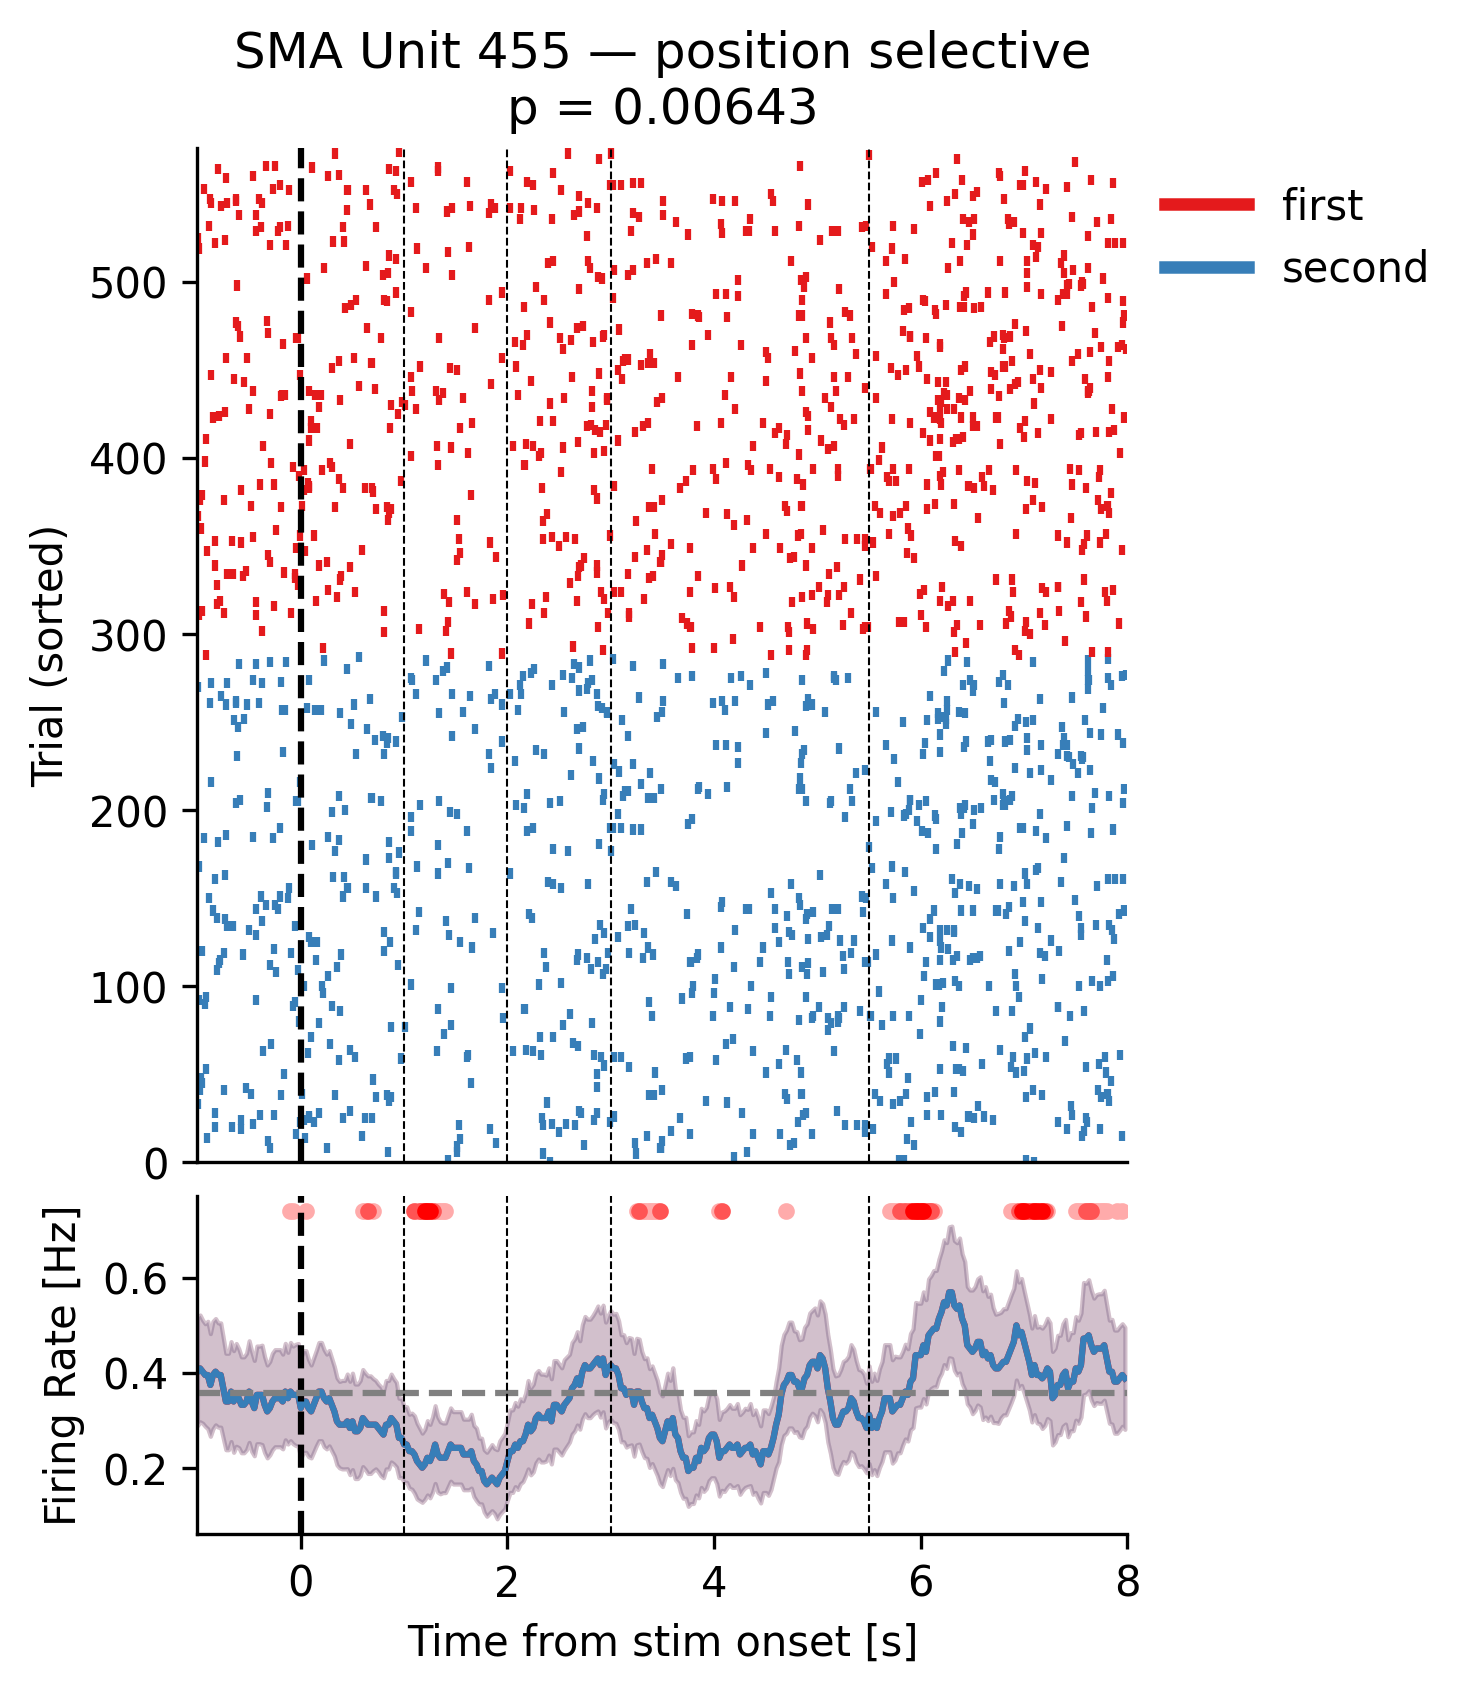 SMA Unit 455 — position selective
p = 0.00643
first
second
Trial (sorted)
500
400
300
200
100
0
Firing Rate [Hz]
0.6
0.4
0.2
0 2 4 6 8
Time from stim onset [s]